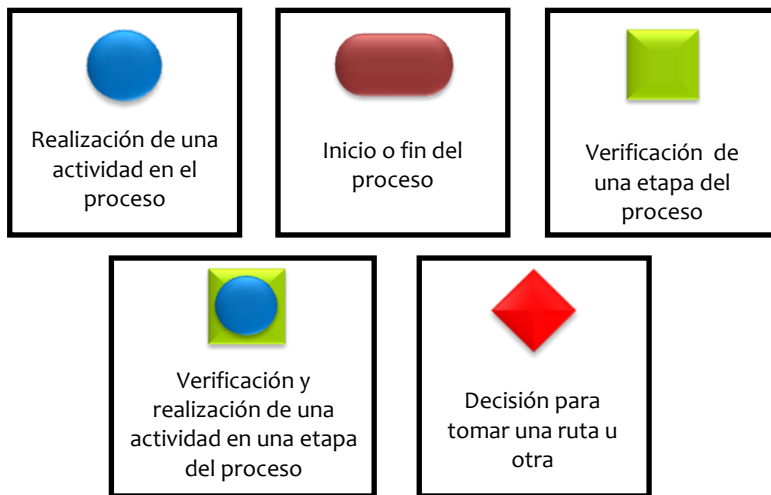 Realización de una
actividad en el
proceso
Inicio o fin del
proceso
Verificación de
una etapa del
proceso
Verificación y
realización de una
actividad en una etapa
del proceso
Decisión para
tomar una ruta u
otra